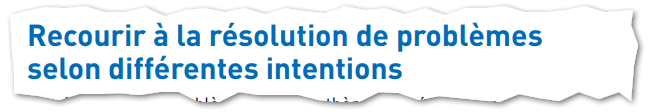 Recourir à la résolution de problèmes
selon différentes intentions